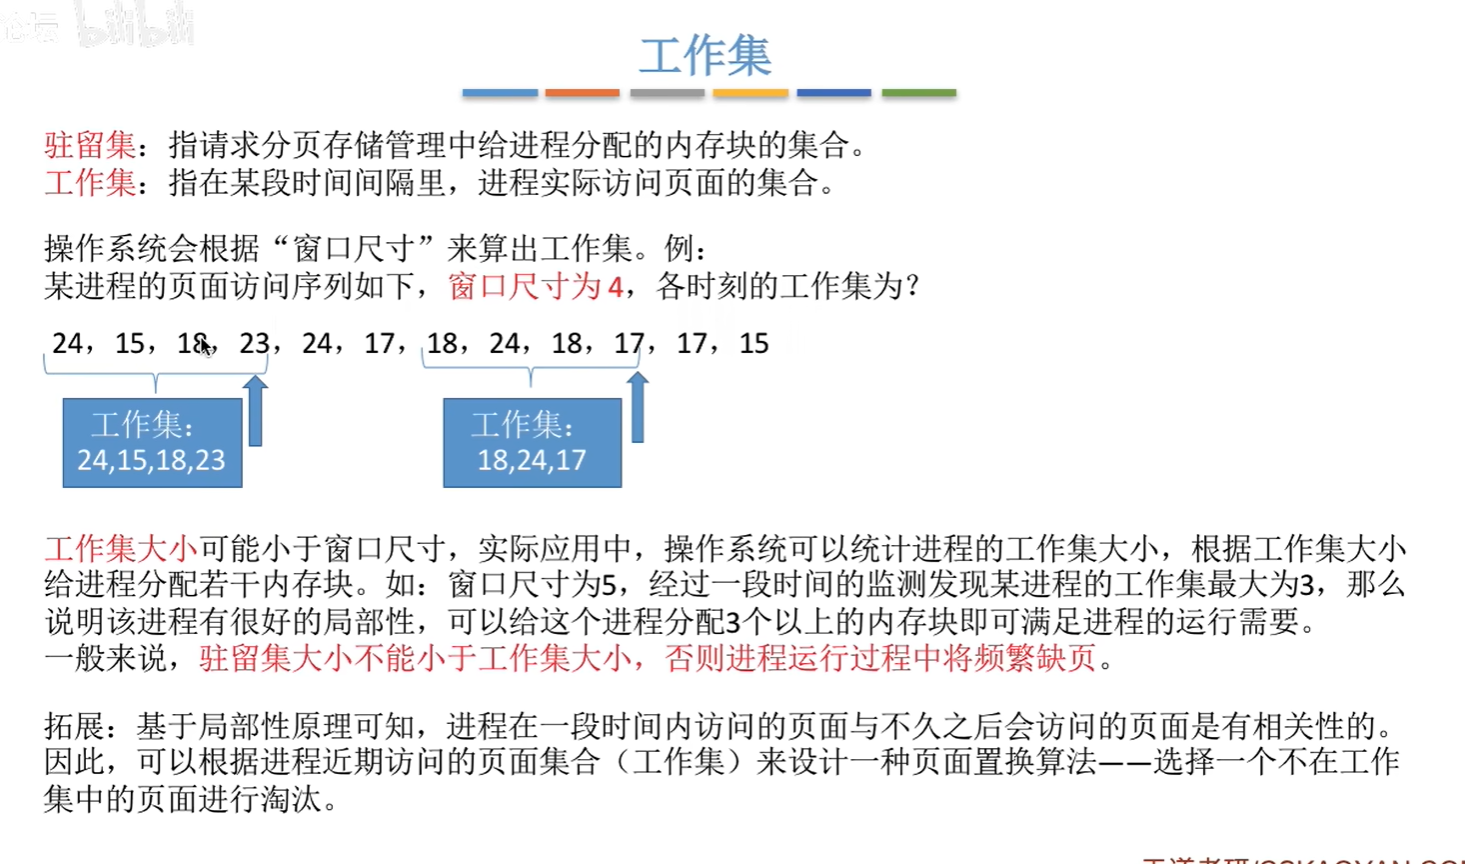 论坛 bilibili
工作集
驻留集：指请求分页存储管理中给进程分配的内存块的集合。
工作集：指在某段时间间隔里，进程实际访问页面的集合。
操作系统会根据“窗口尺寸”来算出工作集。例：
某进程的页面访问序列如下，窗口尺寸为 4，各时刻的工作集为？
24，15，18，23，24，17，18，24，18，17，17，15
工作集：
24,15,18,23
工作集：
18,24,17
工作集大小可能小于窗口尺寸，实际应用中，操作系统可以统计进程的工作集大小，根据工作集大小
给进程分配若干内存块。如：窗口尺寸为5，经过一段时间的监测发现某进程的工作集最大为3，那么
说明该进程有很好的局部性，可以给这个进程分配3个以上的内存块即可满足进程的运行需要。
一般来说，驻留集大小不能小于工作集大小，否则进程运行过程中将频繁缺页。
拓展：基于局部性原理可知，进程在一段时间内访问的页面与不久之后会访问的页面是有相关性的。
因此，可以根据进程近期访问的页面集合（工作集）来设计一种页面置换算法——选择一个不在工作
集中的页面进行淘汰。